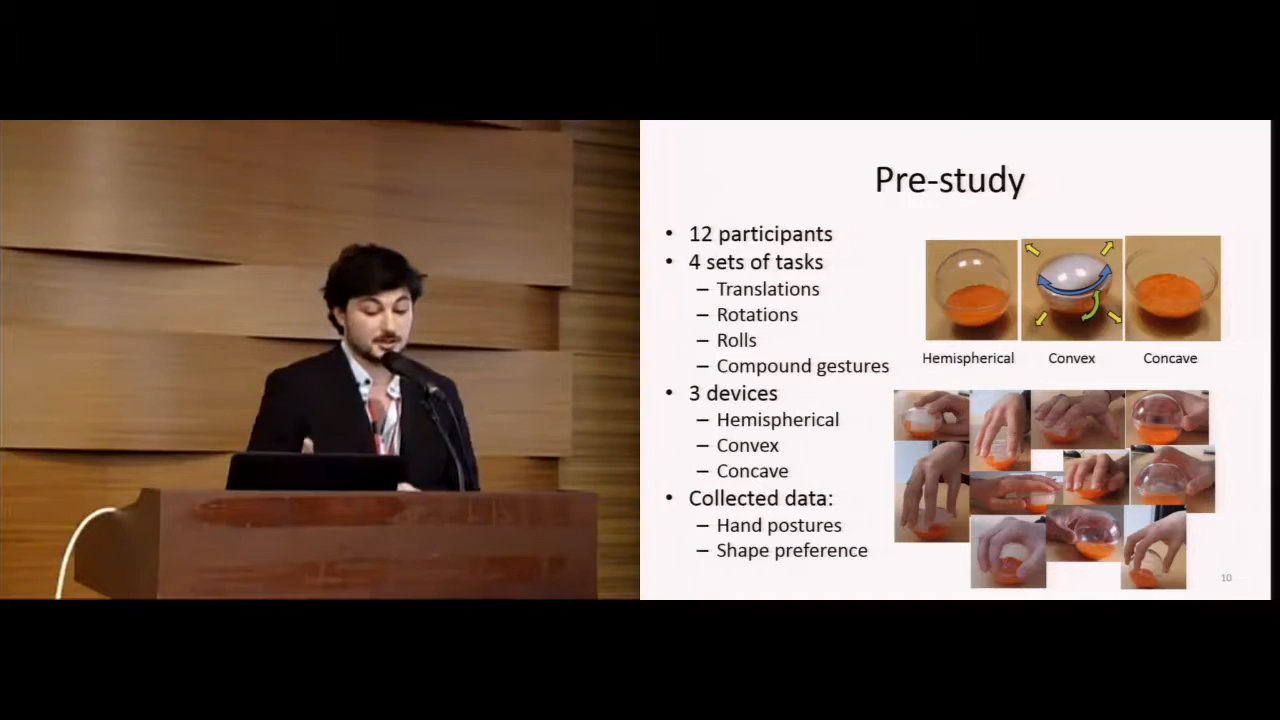 Pre-study
• 12 participants
• 4 sets of tasks
– Translations
– Rotations
– Rolls
– Compound gestures
• 3 devices
– Hemispherical
– Convex
– Concave
• Collected data:
– Hand postures
– Shape preference
Hemispherical
Convex
Concave
10